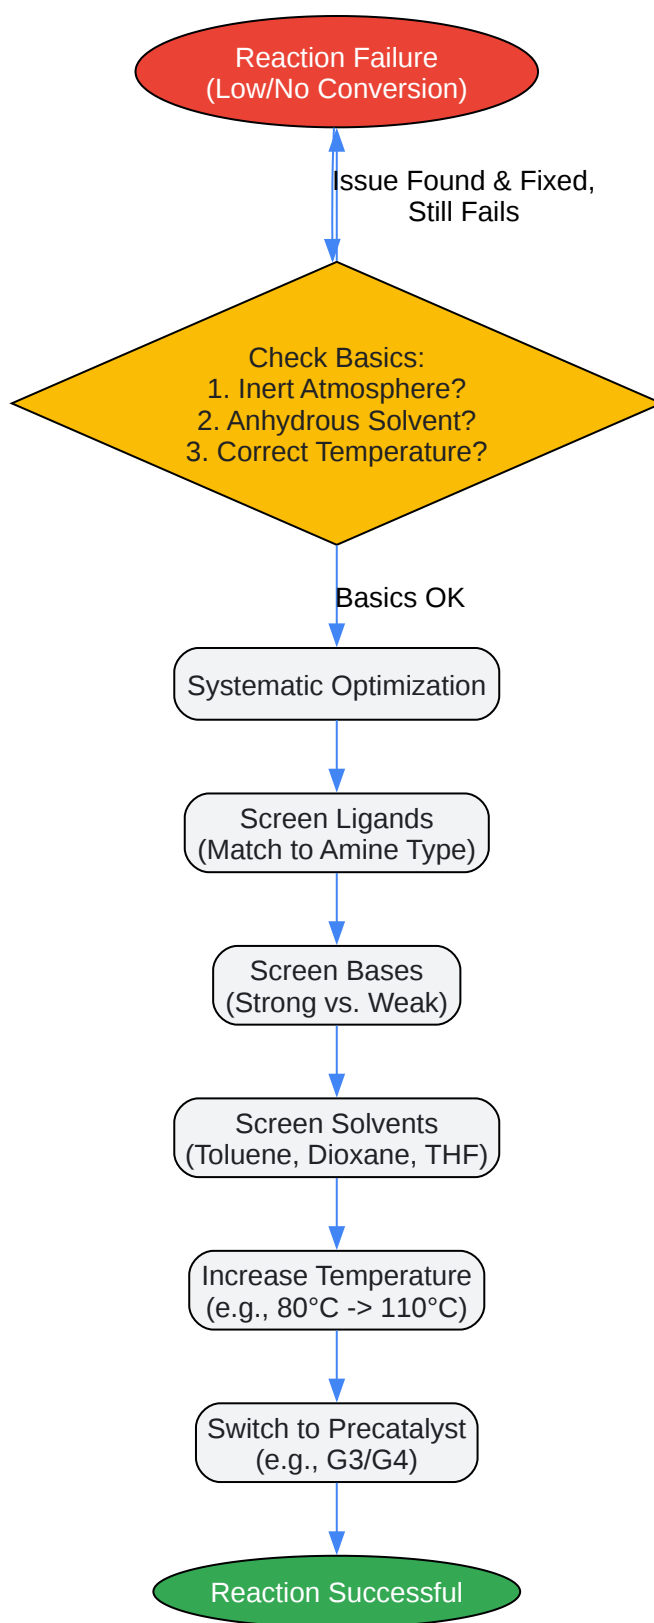 Reaction Failure
(Low/No Conversion)
Issue Found & Fixed,
Still Fails
Check Basics:
1. Inert Atmosphere?
2. Anhydrous Solvent?
3. Correct Temperature?
Basics OK
Systematic Optimization
Screen Ligands
(Match to Amine Type)
Screen Bases
(Strong vs. Weak)
Screen Solvents
(Toluene, Dioxane, THF)
Increase Temperature
(e.g., 80°C -> 110°C)
Switch to Precatalyst
(e.g., G3/G4)
Reaction Successful